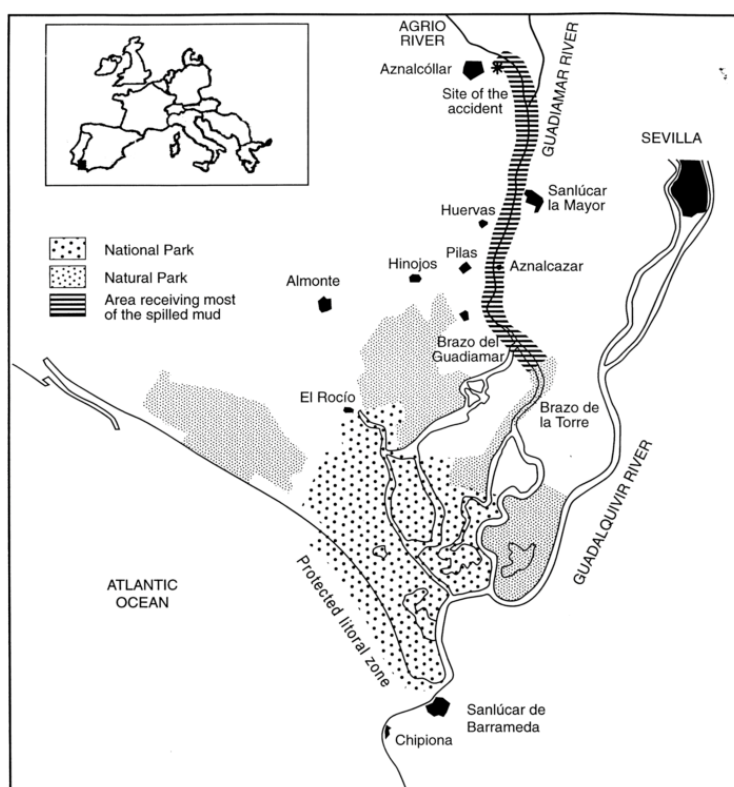 AGRIO
RIVER
Aznalcóllar
Site of the
accident
GUADIAMAR RIVER
SEVILLA
Sanlúcar
la Mayor
Huervas
National Park
Natural Park
Area receiving most
of the spilled mud
Pilas
Hinojos
Aznalcazar
Almonte
Brazo del
Guadiamar
El Rocío
Brazo de
la Torre
GUADALQUIVIR RIVER
ATLANTIC
OCEAN
Protected litoral zone
Sanlúcar de
Barrameda
Chipiona